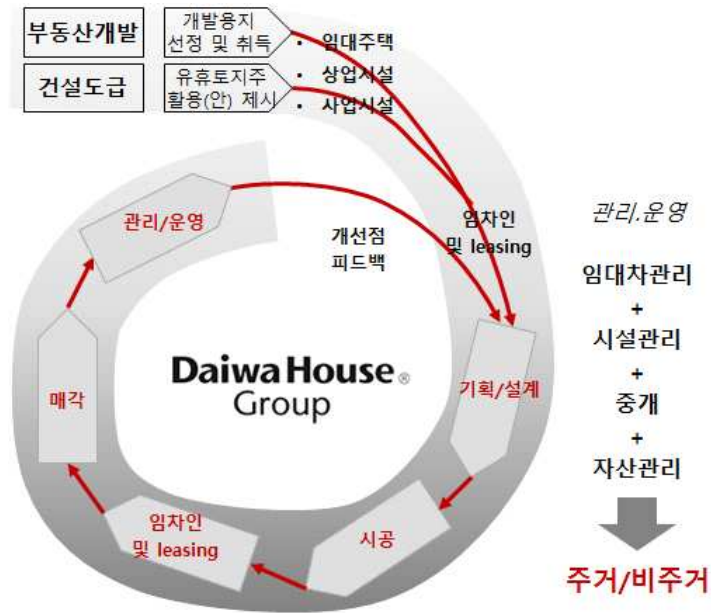 부동산개발
개발용지
선정 및 취득
건설도급
유휴토지주
활용(안) 제시
• 임대주택
• 상업시설
• 사업시설
임차인
및 leasing
관리/운영
개선점
피드백
기획/설계
시공
임차인
및 leasing
매각
Daiwa House®
Group
관리.운영
임대차관리
+
시설관리
+
중개
+
자산관리
주거/비주거